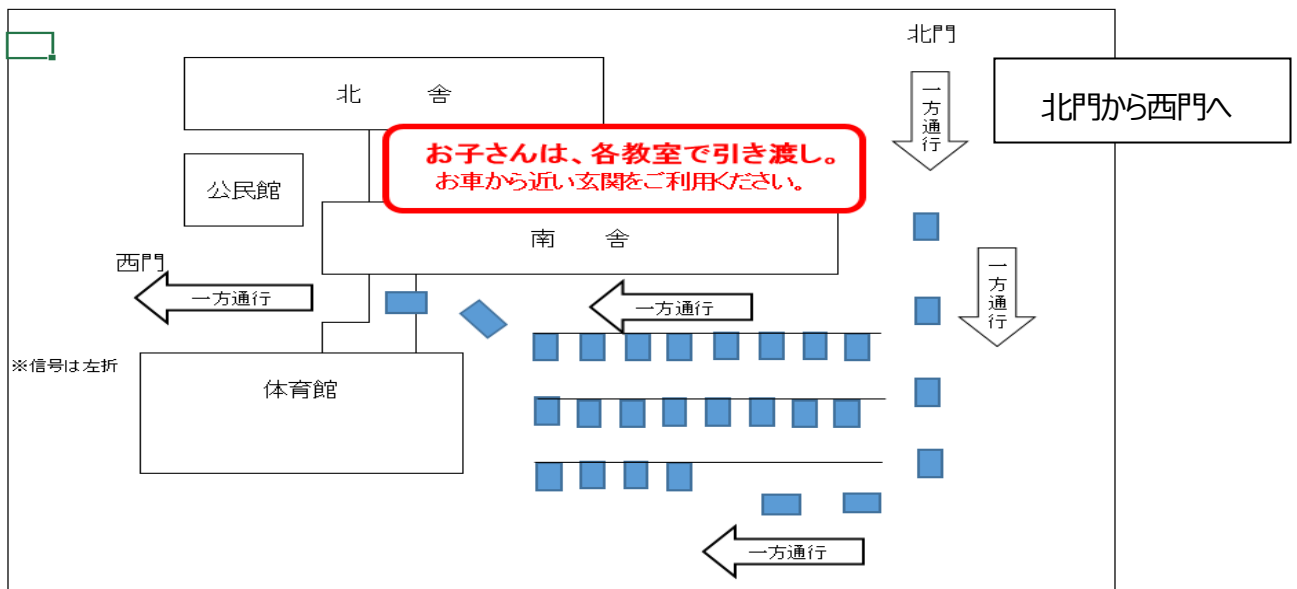 北門
一方通行
北門から西門へ
北　　舎
お子さんは、各教室で引き渡し。
お車から近い玄関をご利用ください。
公民館
南　　舎
西門
一方通行
一方通行
一方通行
※信号は左折
体育館
一方通行